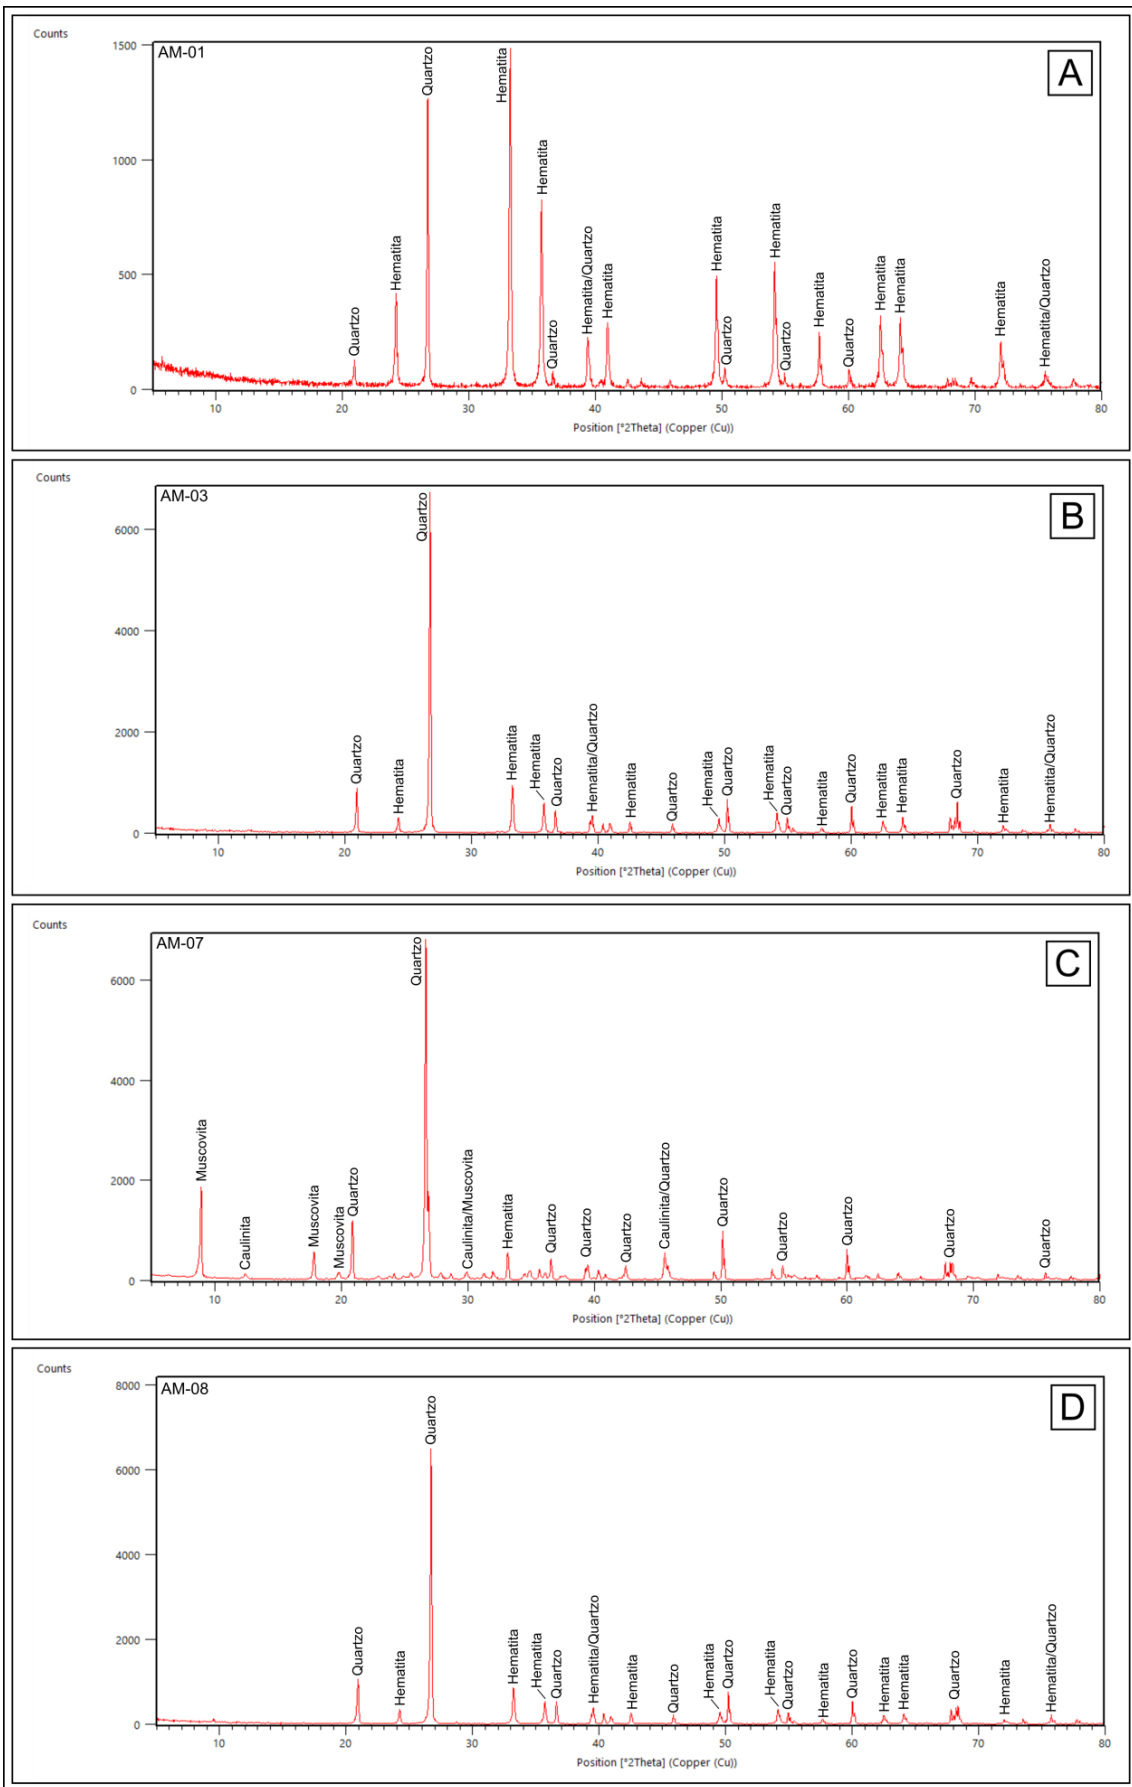 Counts
AM-01
A
1500
1000
500
0
Quartzo
Hematita
Quartzo
Hematita
Hematita
Quartzo
Hematita/Quartzo
Hematita
Hematita
Quartzo
Hematita
Quartzo
Hematita
Quartzo
Hematita
Hematita
Hematita
Hematita/Quartzo
10 20 30 40 50 60 70 80
Position [°2Theta] (Copper (Cu))
Counts
AM-03
B
6000
4000
2000
0
Quartzo
Hematita
Quartzo
Hematita
Hematita
Quartzo
Hematita/Quartzo
Hematita
Quartzo
Hematita
Quartzo
Hematita
Quartzo
Hematita
Quartzo
Hematita
Hematita
Quartzo
Hematita
Hematita/Quartzo
10 20 30 40 50 60 70 80
Position [°2Theta] (Copper (Cu))
Counts
AM-07
C
6000
4000
2000
0
Muscovita
Caulinita
Muscovita
Muscovita
Quartzo
Quartzo
Caulinita/Muscovita
Hematita
Quartzo
Quartzo
Quartzo
Caulinita/Quartzo
Quartzo
Quartzo
Quartzo
Quartzo
Quartzo
10 20 30 40 50 60 70 80
Position [°2Theta] (Copper (Cu))
Counts
AM-08
D
8000
6000
4000
2000
0
Quartzo
Hematita
Quartzo
Hematita
Hematita
Quartzo
Hematita/Quartzo
Hematita
Quartzo
Hematita
Quartzo
Hematita
Quartzo
Hematita
Quartzo
Hematita
Hematita
Quartzo
Hematita
Hematita/Quartzo
10 20 30 40 50 60 70 80
Position [°2Theta] (Copper (Cu))